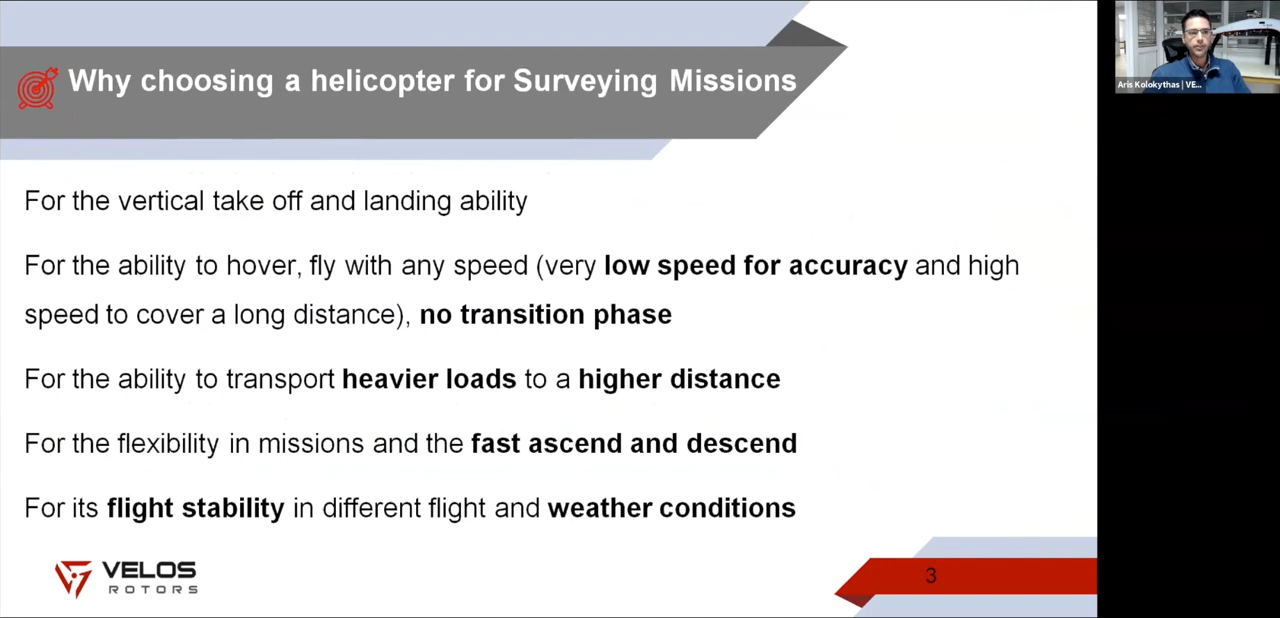 Why choosing a helicopter for Surveying Missions
Aris Kolokythas | VE...
For the vertical take off and landing ability
For the ability to hover, fly with any speed (very low speed for accuracy and high
speed to cover a long distance), no transition phase
For the ability to transport heavier loads to a higher distance
For the flexibility in missions and the fast ascend and descend
For its flight stability in different flight and weather conditions
VELOS
ROTORS
3